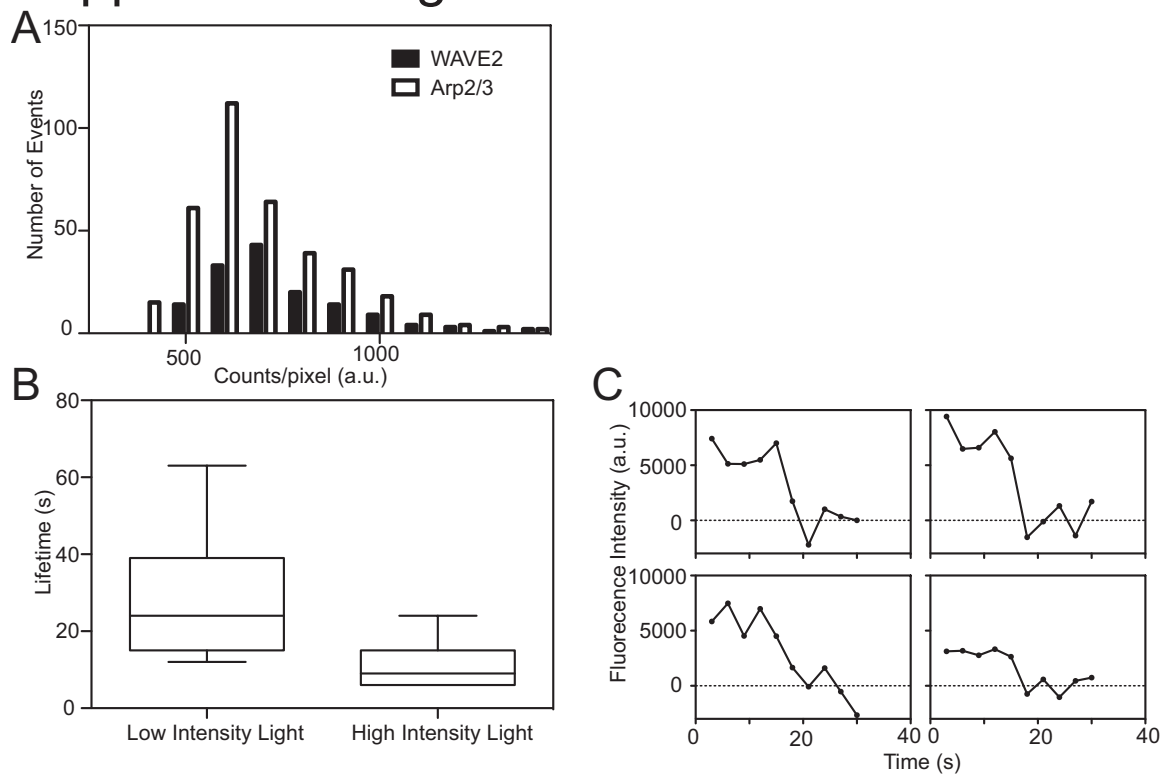 A
150
100
50
0
Number of Events
WAVE2
Arp2/3
500
1000
Counts/pixel (a.u.)
B
80
60
40
20
0
Lifetime (s)
Low Intensity Light
High Intensity Light
C
10000
5000
0
10000
5000
0
Fluorecence Intensity (a.u.)
0
20
40
0
20
40
Time (s)